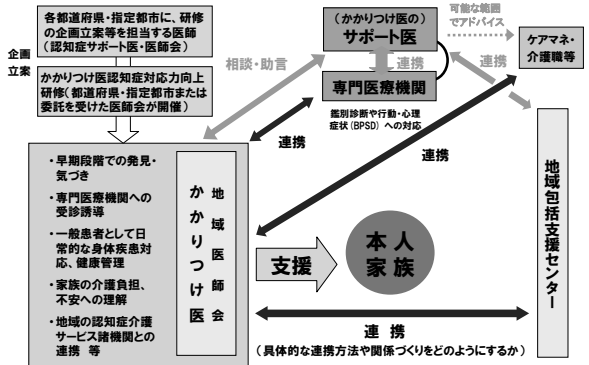 各都道府県・指定都市に、研修
の企画立案等を担当する医師
(認知症サポート医・医師会)
企画
立案
かかりつけ医認知症対応力向上
研修(都道府県・指定都市または
委託を受けた医師会が開催)
(かかりつけ医の)
サポート医
連携
専門医療機関
鑑別診断や行動・心理
症状(BPSD)への対応
可能な範囲
でアドバイス
ケアマネ・
介護職等
相談・助言
連携
連携
連携
・早期段階での発見・
気づき
・専門医療機関への
受診誘導
・一般患者として日
常的な身体疾患対
応、健康管理
・家族の介護負担、
不安への理解
・地域の認知症介護
サービス諸機関との
連携 等
地域医師会
かかりつけ医
支援
本人
家族
地域包括支援センター
連 携
(具体的な連携方法や関係づくりをどのようにするか)